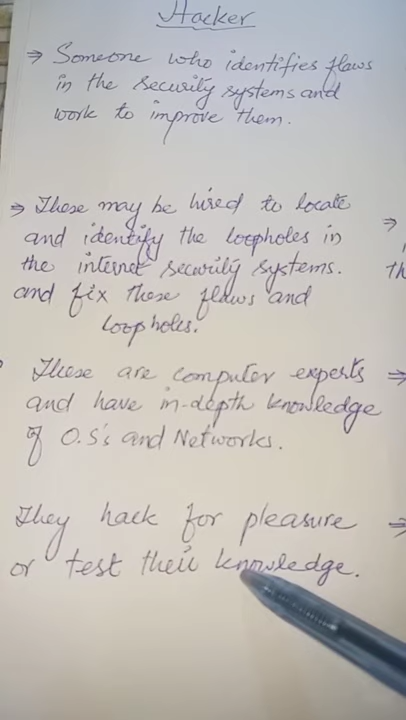 Hacker
⇒ Someone who identifies flaws
in the security systems and
work to improve them.
⇒ These may be hired to locate
and identify the loopholes in
the internet security systems.
and fix these flaws and
loopholes.
These are computer experts
and have in-depth knowledge
of O.S's and Networks.
They hack for pleasure
or test their knowledge.